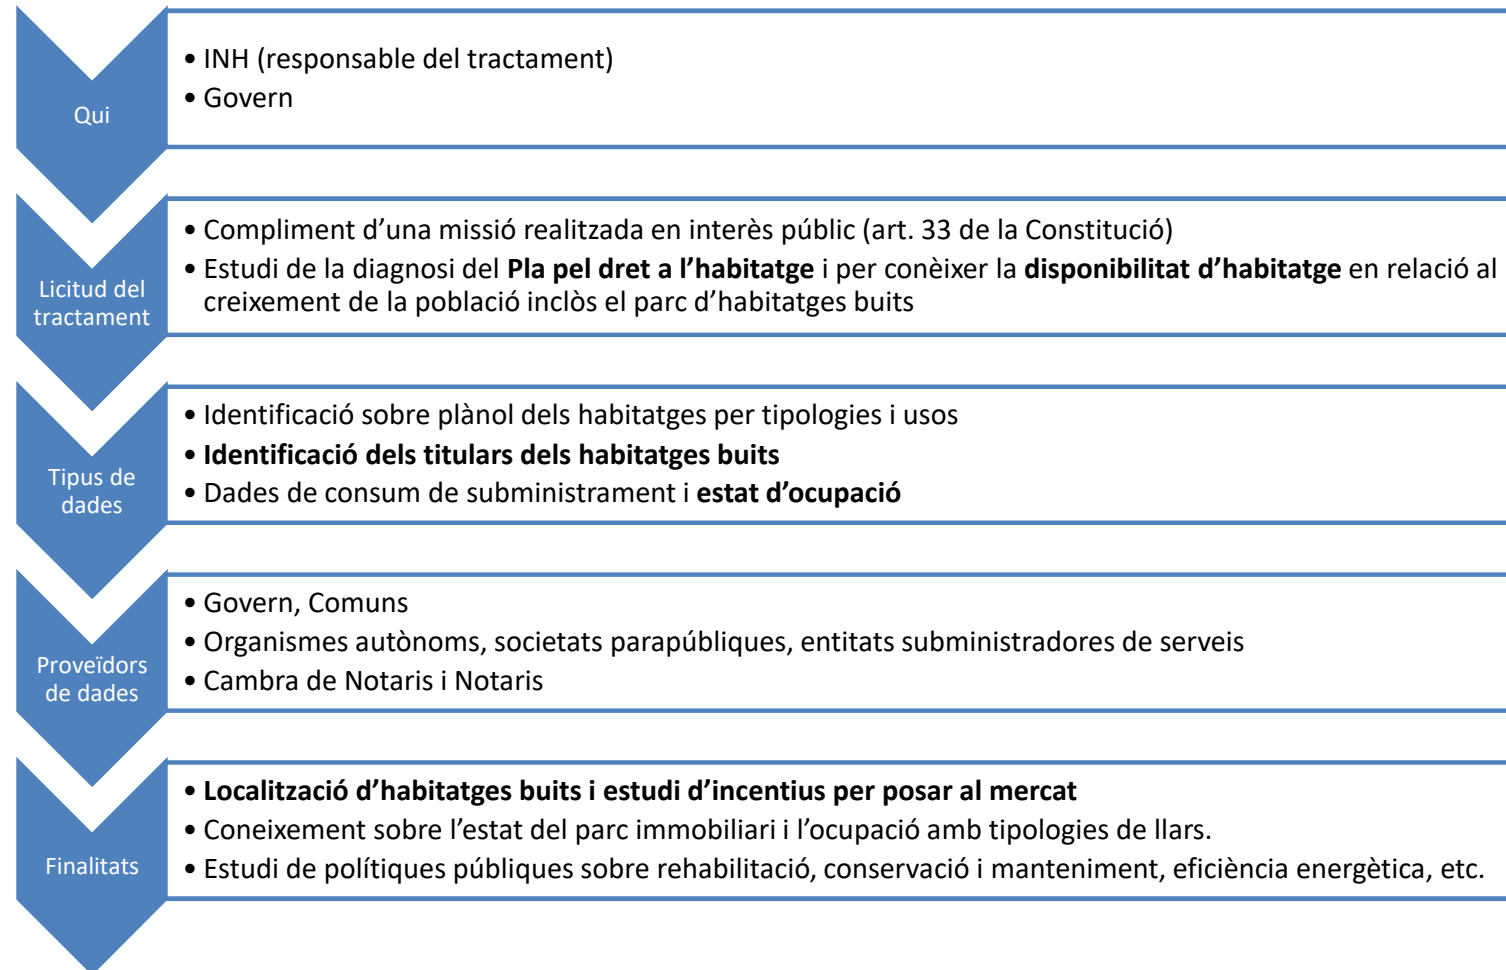 Qui
• INH (responsable del tractament)
• Govern
Licitud del
tractament
• Compliment d’una missió realitzada en interès públic (art. 33 de la Constitució)
• Estudi de la diagnosi del Pla pel dret a l’habitatge i per conèixer la disponibilitat d’habitatge en relació al
creixement de la població inclòs el parc d’habitatges buits
Tipus de
dades
• Identificació sobre plànol dels habitatges per tipologies i usos
• Identificació dels titulars dels habitatges buits
• Dades de consum de subministrament i estat d’ocupació
Proveïdors
de dades
• Govern, Comuns
• Organismes autònoms, societats parapúbliques, entitats subministradores de serveis
• Cambra de Notaris i Notaris
Finalitats
• Localització d’habitatges buits i estudi d’incentius per posar al mercat
• Coneixement sobre l’estat del parc immobiliari i l’ocupació amb tipologies de llars.
• Estudi de polítiques públiques sobre rehabilitació, conservació i manteniment, eficiència energètica, etc.